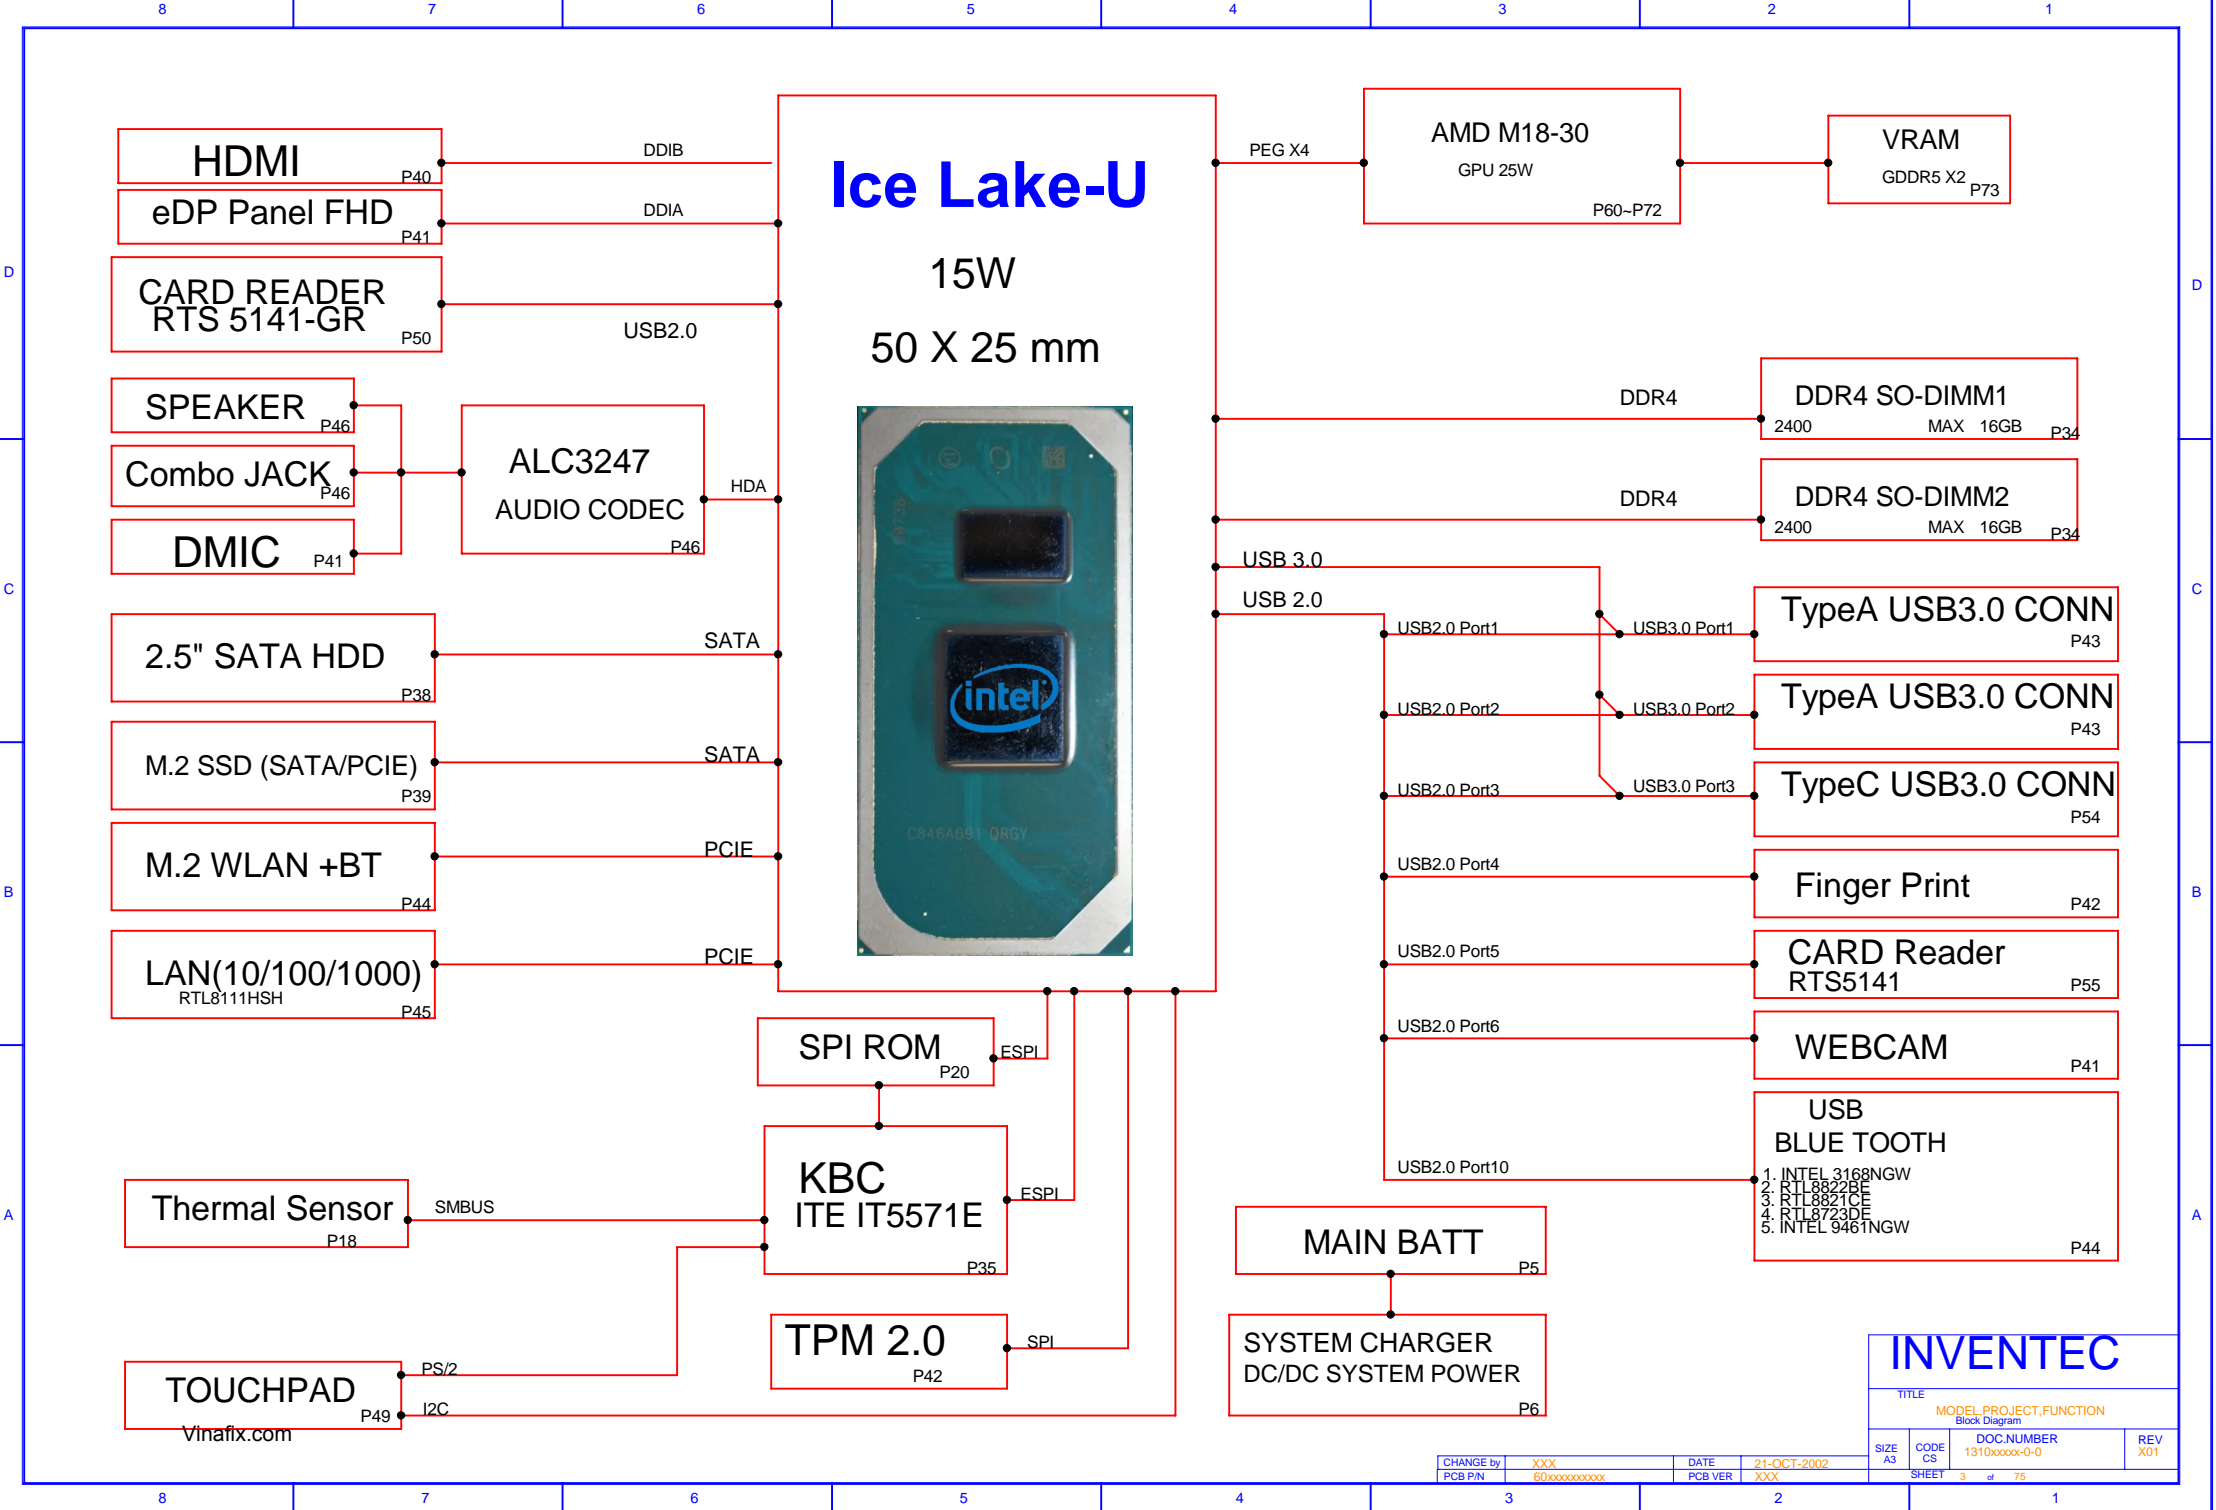 8 7 6 5 4 3 2 1
D
C
B
A
HDMI
P40
DDIB
eDP Panel FHD
P41
DDIA
CARD READER
RTS 5141-GR
P50
USB2.0
SPEAKER
P46
Combo JACK
P46
DMIC
P41
ALC3247
AUDIO CODEC
P46
HDA
2.5" SATA HDD
P38
SATA
M.2 SSD (SATA/PCIE)
P39
SATA
M.2 WLAN +BT
P44
PCIE
LAN(10/100/1000)
RTL8111HSH
P45
PCIE
Ice Lake-U
15W
50 X 25 mm
intel
C846A691 ORGY
SPI ROM
P20
ESPI
KBC
ITE IT5571E
P35
ESPI
Thermal Sensor
P18
SMBUS
TPM 2.0
P42
SPI
TOUCHPAD
P49
PS/2
I2C
Vinafix.com
PEG X4
AMD M18-30
GPU 25W
P60~P72
VRAM
GDDR5 X2
P73
DDR4
DDR4 SO-DIMM1
2400 MAX 16GB
P34
DDR4
DDR4 SO-DIMM2
2400 MAX 16GB
P34
USB 3.0
USB 2.0
USB2.0 Port1
USB3.0 Port1
TypeA USB3.0 CONN
P43
USB2.0 Port2
USB3.0 Port2
TypeA USB3.0 CONN
P43
USB2.0 Port3
USB3.0 Port3
TypeC USB3.0 CONN
P54
USB2.0 Port4
Finger Print
P42
USB2.0 Port5
CARD Reader
RTS5141
P55
USB2.0 Port6
WEBCAM
P41
USB2.0 Port10
USB
BLUE TOOTH
1. INTEL 3168NGW
2. RTL8822BE
3. RTL8821CE
4. RTL8723DE
5. INTEL 9461NGW
P44
MAIN BATT
P5
SYSTEM CHARGER
DC/DC SYSTEM POWER
P6
INVENTEC
TITLE
MODEL,PROJECT,FUNCTION
Block Diagram
SIZE
A3
CODE
CS
DOC.NUMBER
1310xxxxx-0-0
REV
X01
CHANGE by XXX DATE 21-OCT-2002
PCB P/N 60xxxxxxxxxx PCB VER XXX
SHEET 3 of 75
D
C
B
A
8 7 6 5 4 3 2 1